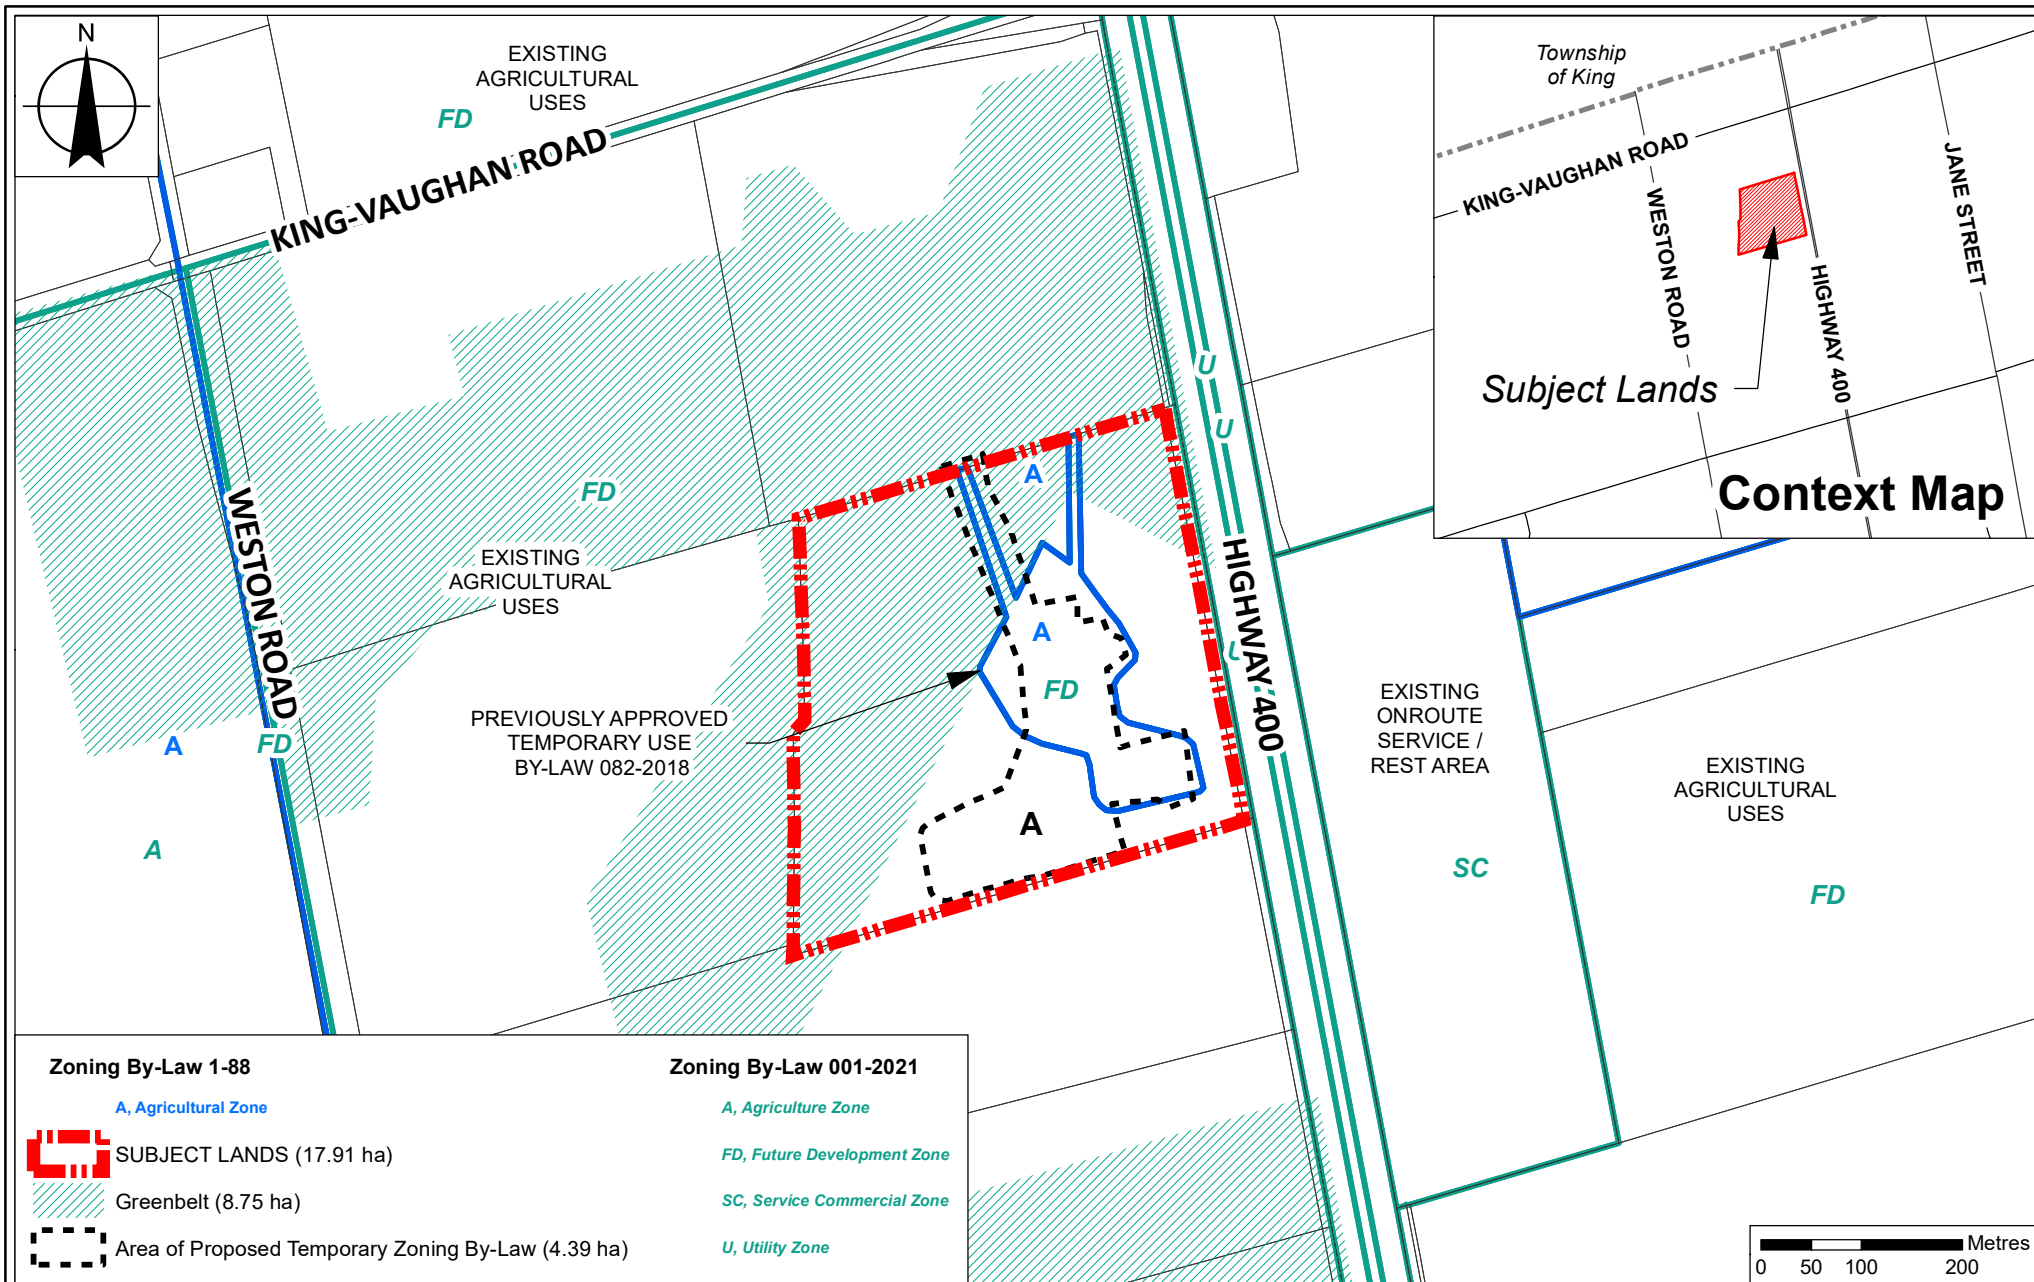 N
EXISTING
AGRICULTURAL
USES
FD
KING-VAUGHAN ROAD
Township
of King
KING-VAUGHAN ROAD
WESTON ROAD
HIGHWAY 400
JANE STREET
Subject Lands
Context Map
U
U
U
A
FD
WESTON ROAD
HIGHWAY 400
EXISTING
AGRICULTURAL
USES
A
FD
PREVIOUSLY APPROVED
TEMPORARY USE
BY-LAW 082-2018
A
FD
A
A
EXISTING
ONROUTE
SERVICE /
REST AREA
SC
EXISTING
AGRICULTURAL
USES
FD
Zoning By-Law 1-88
A, Agricultural Zone
SUBJECT LANDS (17.91 ha)
Greenbelt (8.75 ha)
Area of Proposed Temporary Zoning By-Law (4.39 ha)
Zoning By-Law 001-2021
A, Agriculture Zone
FD, Future Development Zone
SC, Service Commercial Zone
U, Utility Zone
Metres
0 50 100 200